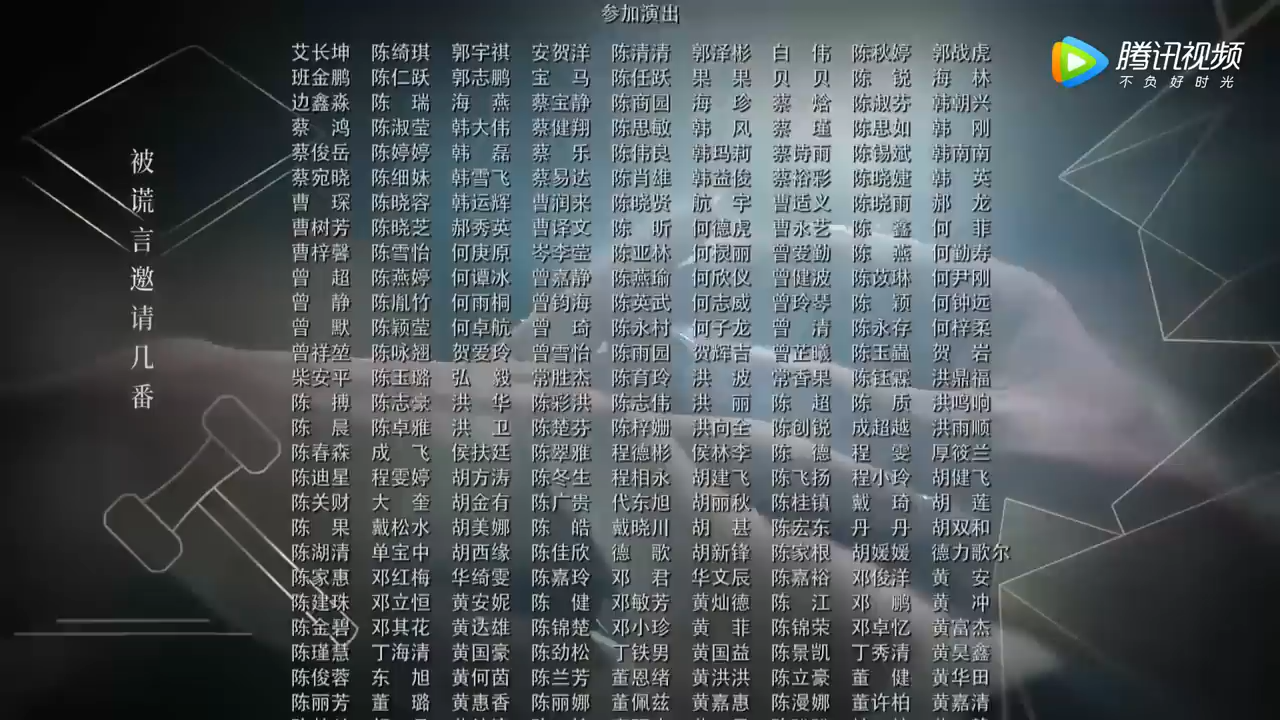 参加演出
腾讯视频
不负好时光
被谎言邀请几番
艾长坤 陈绮琪 郭宇祺 安贺洋 陈清清 郭泽彬 白 伟 陈秋婷 郭战虎
班金鹏 陈仁跃 郭志鹏 宝 马 陈任跃 果 果 贝 贝 陈 锐 海 林
边鑫淼 陈 瑞 海 燕 蔡宝静 陈商园 海 珍 蔡 焓 陈淑芬 韩朝兴
蔡 鸿 陈淑莹 韩大伟 蔡健翔 陈思敏 韩 风 蔡 瑾 陈思如 韩 刚
蔡俊岳 陈婷婷 韩 磊 蔡 乐 陈伟良 韩玛莉 蔡诗雨 陈锡斌 韩南南
蔡宛晓 陈细妹 韩雪飞 蔡易达 陈肖雄 韩益俊 蔡裕彩 陈晓婕 韩 英
曹 琛 陈晓容 韩运辉 曹润来 陈晓贤 航 宇 曹适义 陈晓雨 郝 龙
曹树芳 陈晓芝 郝秀英 曹译文 陈 昕 何德虎 曹永艺 陈 鑫 何 菲
曹梓馨 陈雪怡 何庚原 岑李莹 陈亚林 何桜丽 曾爱勤 陈 燕 何勤寿
曾 超 陈燕婷 何谭冰 曾嘉静 陈燕瑜 何欣仪 曾健波 陈苡琳 何尹刚
曾 静 陈胤竹 何雨桐 曾钧海 陈英武 何志威 曾玲琴 陈 颖 何钟远
曾 默 陈颖莹 何卓航 曾 琦 陈永村 何子龙 曾 清 陈永存 何梓柔
曾祥堃 陈咏翘 贺爱玲 曾雪怡 陈雨园 贺辉吉 曾芷曦 陈玉蝨 贺 岩
柴安平 陈玉璐 弘 毅 常胜杰 陈育玲 洪 波 常香果 陈钰霖 洪鼎福
陈 搏 陈志豪 洪 华 陈彩洪 陈志伟 洪 丽 陈 超 陈 质 洪鸣响
陈 晨 陈卓雅 洪 卫 陈楚芬 陈梓姗 洪向全 陈创锐 成超越 洪雨顺
陈春森 成 飞 侯扶廷 陈翠雅 程德彬 侯林李 陈 德 程 雯 厚筱兰
陈迪星 程雯婷 胡方涛 陈冬生 程相永 胡建飞 陈飞扬 程小玲 胡健飞
陈关财 大 奎 胡金有 陈广贵 代东旭 胡丽秋 陈桂镇 戴 琦 胡 莲
陈 果 戴松水 胡美娜 陈 皓 戴晓川 胡 甚 陈宏东 丹 丹 胡双和
陈湖清 单宝中 胡西缘 陈佳欣 德 歌 胡新锋 陈家根 胡媛媛 德力歌尔
陈家惠 邓红梅 华绮雯 陈嘉玲 邓 君 华文辰 陈嘉裕 邓俊洋 黄 安
陈建珠 邓立恒 黄安妮 陈 健 邓敏芳 黄灿德 陈 江 邓 鹏 黄 冲
陈金碧 邓其花 黄达雄 陈锦楚 邓小珍 黄 菲 陈锦荣 邓卓忆 黄富杰
陈瑾慧 丁海清 黄国豪 陈劲松 丁铁男 黄国益 陈景凯 丁秀清 黄昊鑫
陈俊蓉 东 旭 黄何茵 陈兰芳 董恩绪 黄洪洪 陈立豪 董 健 黄华田
陈丽芳 董 璐 黄惠香 陈丽娜 董佩兹 黄嘉惠 陈漫娜 董许柏 黄嘉清